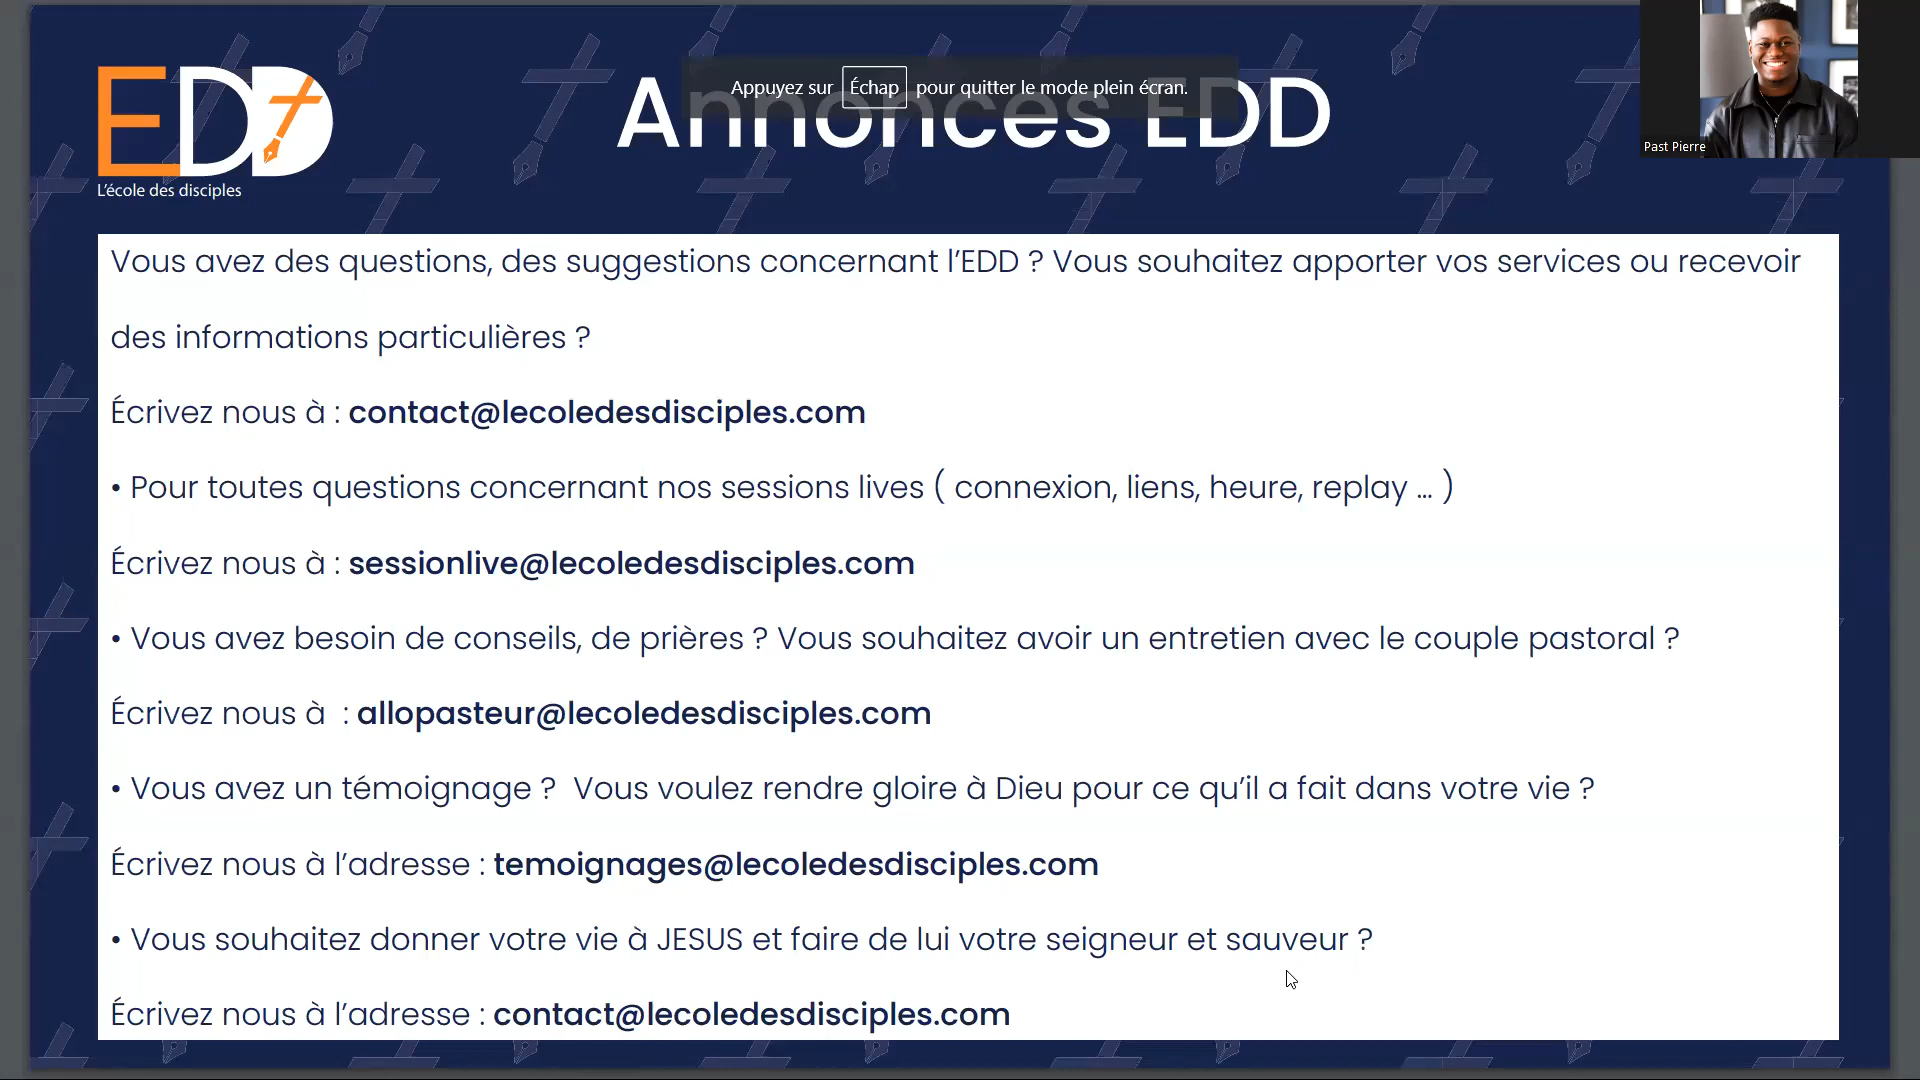 EDD
L'école des disciples
Annonces EDD
Appuyez sur Échap pour quitter le mode plein écran.
Past Pierre
Vous avez des questions, des suggestions concernant l'EDD ? Vous souhaitez apporter vos services ou recevoir
des informations particulières ?
Écrivez nous à : contact@lecoledesdisciples.com
• Pour toutes questions concernant nos sessions lives ( connexion, liens, heure, replay ... )
Écrivez nous à : sessionlive@lecoledesdisciples.com
• Vous avez besoin de conseils, de prières ? Vous souhaitez avoir un entretien avec le couple pastoral ?
Écrivez nous à  : allopasteur@lecoledesdisciples.com
• Vous avez un témoignage ?  Vous voulez rendre gloire à Dieu pour ce qu'il a fait dans votre vie ?
Écrivez nous à l'adresse : temoignages@lecoledesdisciples.com
• Vous souhaitez donner votre vie à JESUS et faire de lui votre seigneur et sauveur ?
Écrivez nous à l'adresse : contact@lecoledesdisciples.com